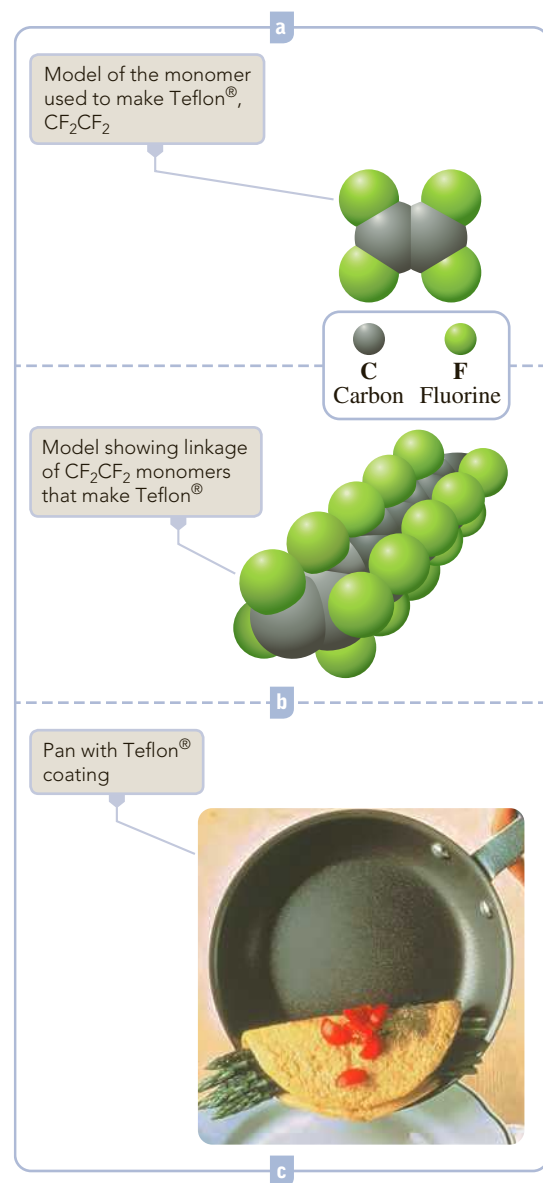 a
Model of the monomer
used to make Teflon®,
CF₂CF₂
C F
Carbon Fluorine
Model showing linkage
of CF₂CF₂ monomers
that make Teflon®
b
Pan with Teflon®
coating
c